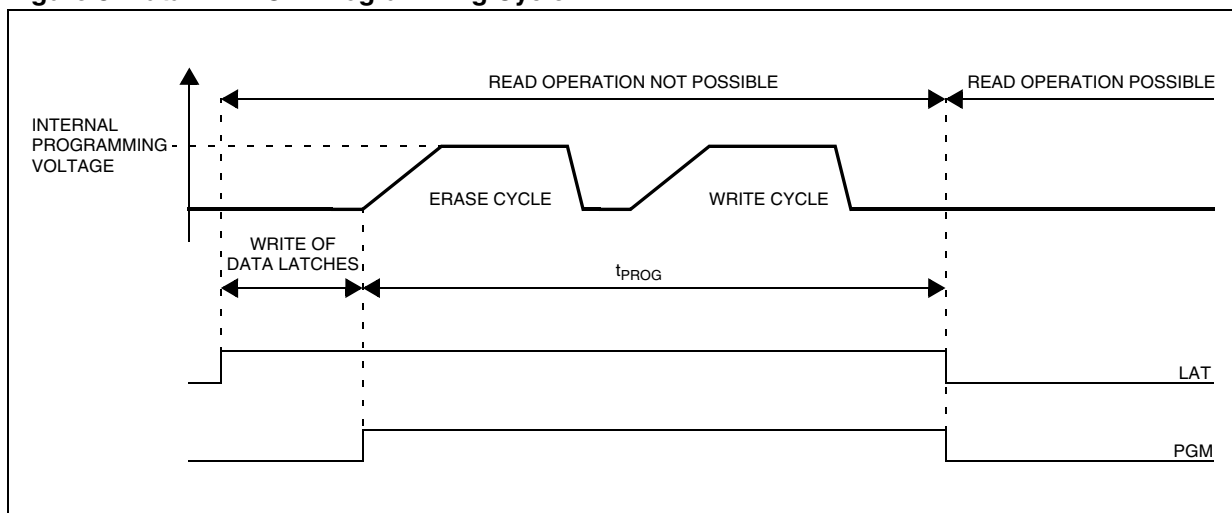 READ OPERATION NOT POSSIBLE
READ OPERATION POSSIBLE
INTERNAL
PROGRAMMING
VOLTAGE
ERASE CYCLE
WRITE CYCLE
WRITE OF
DATA LATCHES
tPROG
LAT
PGM